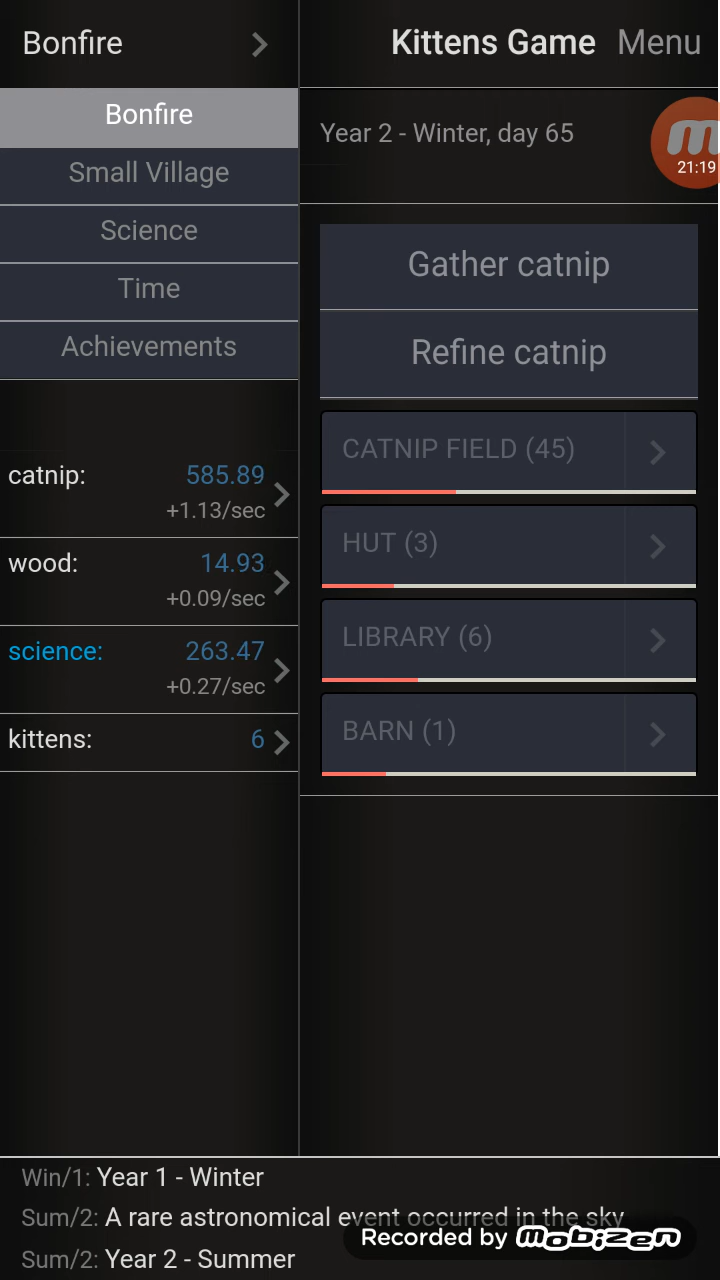 Bonfire
Kittens Game Menu
Bonfire
Small Village
Science
Time
Achievements
catnip: 585.89
+1.13/sec
wood: 14.93
+0.09/sec
science: 263.47
+0.27/sec
kittens: 6
Year 2 - Winter, day 65
21:19
Gather catnip
Refine catnip
CATNIP FIELD (45)
HUT (3)
LIBRARY (6)
BARN (1)
Win/1: Year 1 - Winter
Sum/2: A rare astronomical event occurred in the sky
Sum/2: Year 2 - Summer
Recorded by mobizen